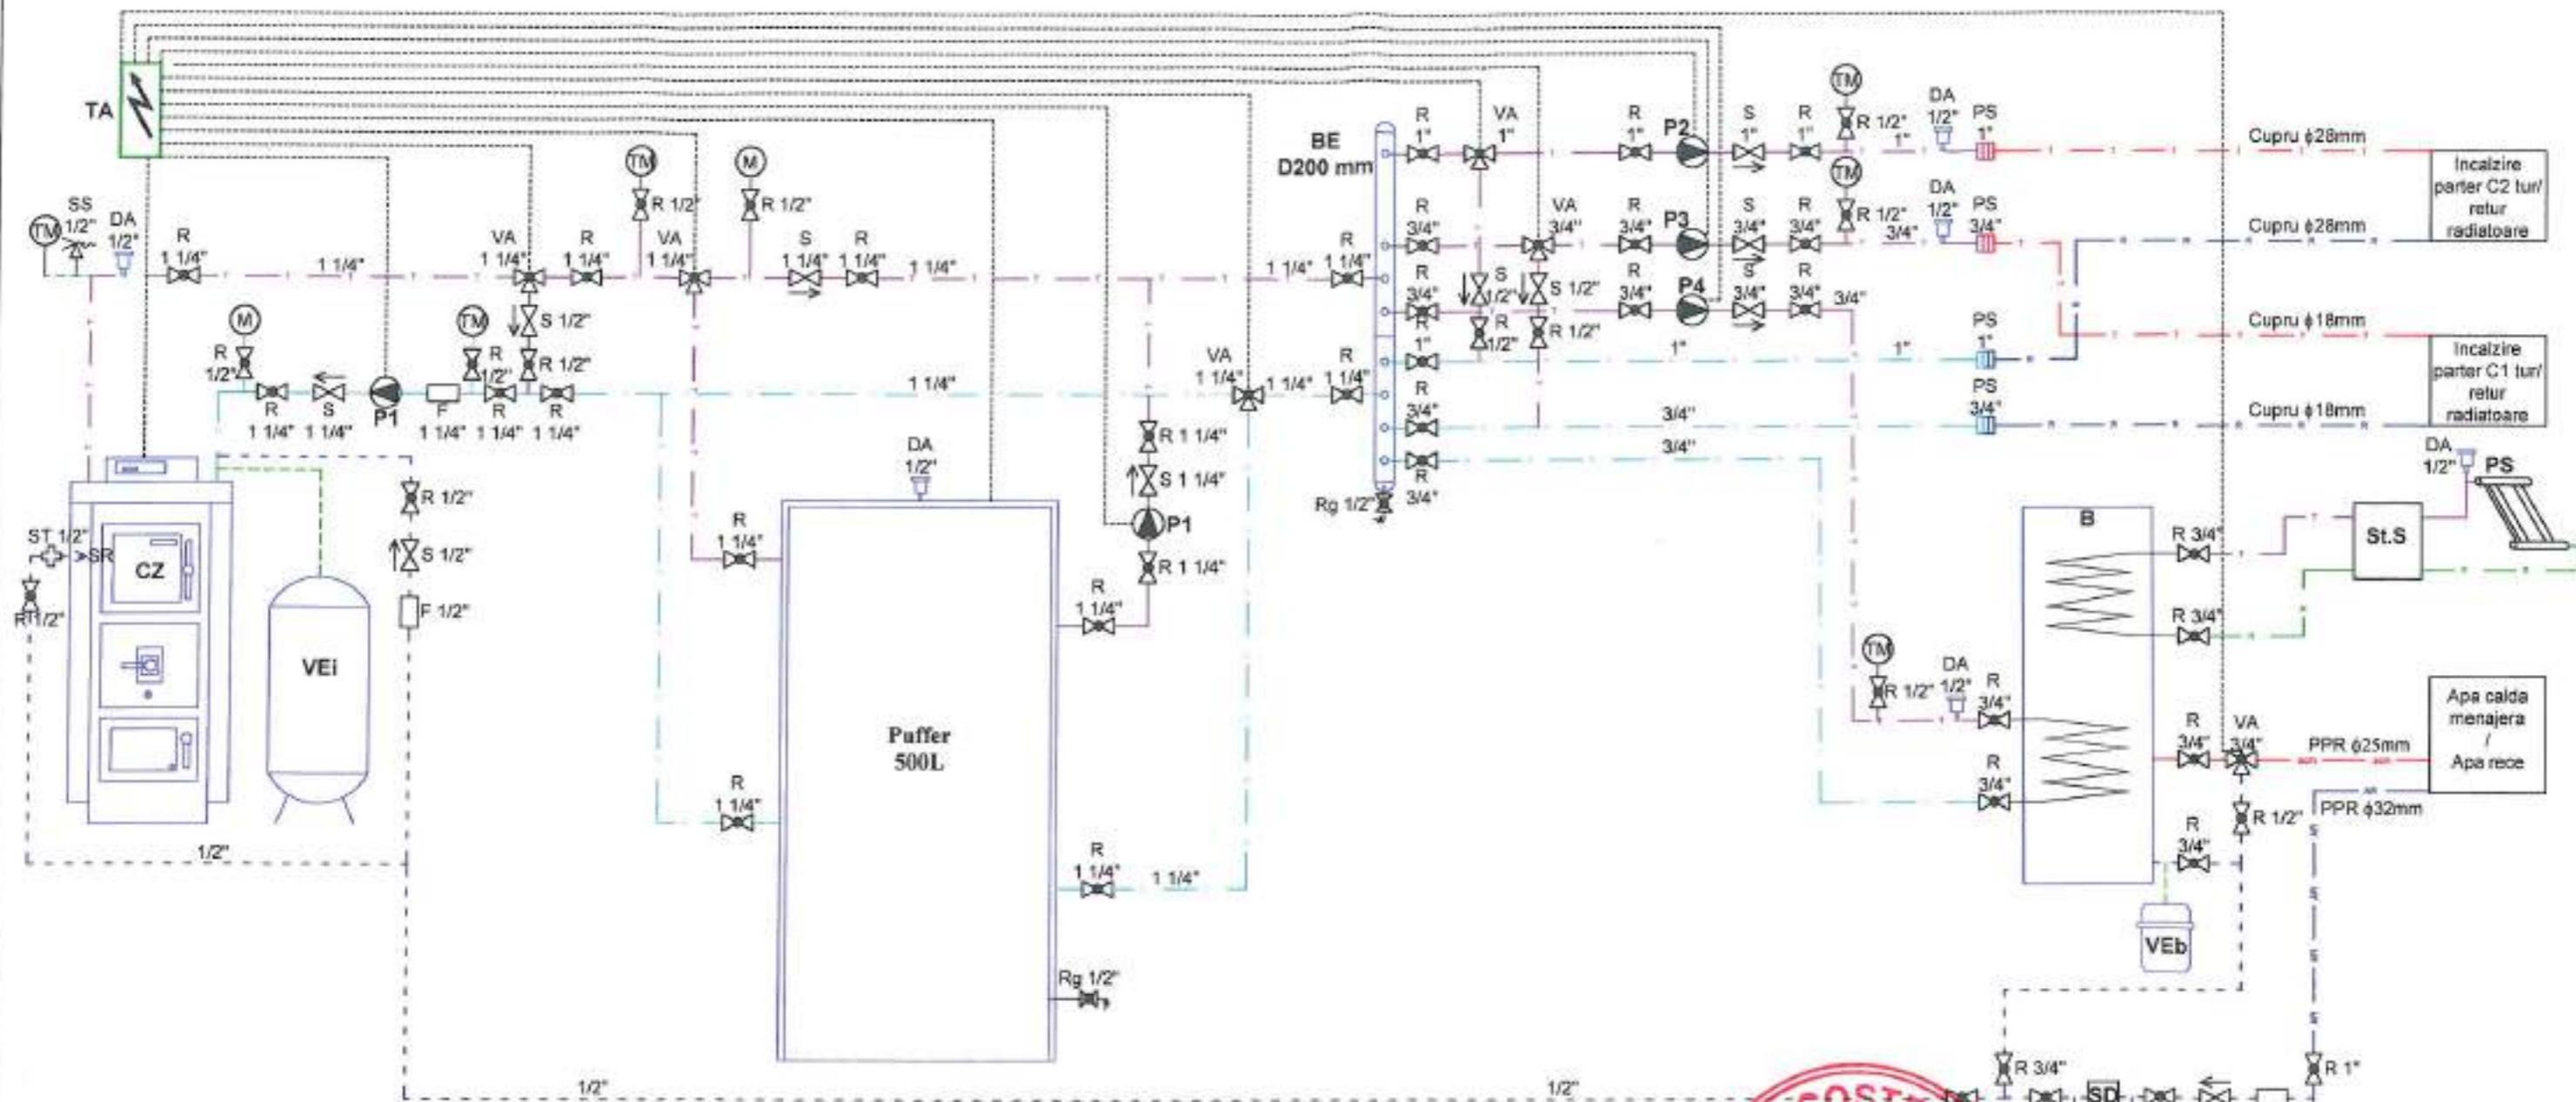 TA
BE
D200 mm
TM
SS
1/2"
DA
1/2"
R
1 1/4"
1 1/4"
VA
1 1/4"
R
1 1/4"
TM
R 1/2"
VA
1 1/4"
M
R 1/2"
S
1 1/4"
R
1 1/4"
1 1/4"
1 1/4"
R
1 1/4"
M
R
1/2"
R
1 1/4"
S
1 1/4"
P1
F
1 1/4"
TM
R
1/2"
R
1 1/4"
S 1/2"
R 1/2"
R
1 1/4"
1 1/4"
VA
1 1/4"
1 1/4"
R
1 1/4"
R
1"
VA
1"
R
1"
P2
S
1"
R
1"
TM
R 1/2"
1"
DA
1/2"
PS
1"
Cupru ϕ28mm
R
3/4"
VA
3/4"
R
3/4"
P3
S
3/4"
R
3/4"
TM
R 1/2"
3/4"
DA
1/2"
PS
3/4"
Cupru ϕ28mm
Incalzire
parter C2 tur/
retur
radiatoare
R
3/4"
S
1/2"
S 1/2"
R
3/4"
P4
S
3/4"
R
3/4"
3/4"
R
1"
R
1/2"
R 1/2"
1"
1"
PS
1"
Cupru ϕ18mm
R
3/4"
3/4"
PS
3/4"
Cupru ϕ18mm
Incalzire
parter C1 tur/
retur
radiatoare
3/4"
R
3/4"
Rg 1/2"
ST 1/2"
SR
R 1/2"
CZ
VEi
R 1/2"
S 1/2"
F 1/2"
1/2"
DA
1/2"
R
1 1/4"
Puffer
500L
R
1 1/4"
R 1 1/4"
S 1 1/4"
P1
R 1 1/4"
R
1 1/4"
R
1 1/4"
1 1/4"
Rg 1/2"
B
R 3/4"
R 3/4"
St.S
DA
1/2"
PS
TM
R 1/2"
DA
1/2"
R
3/4"
R
3/4"
R
3/4"
VA
3/4"
PPR ϕ25mm
Apa calda
menajera
/
Apa rece
PPR ϕ32mm
R 1/2"
R
3/4"
VEb
1/2"
1/2"
R 3/4"
SD
R 1"